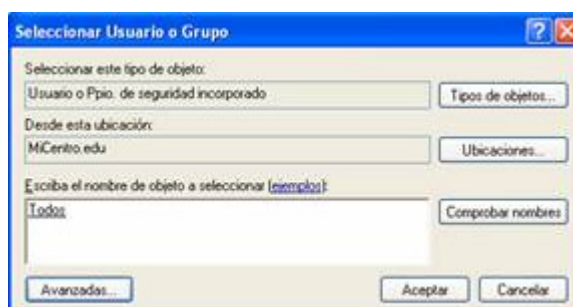 Seleccionar Usuario o Grupo
Seleccionar este tipo de objeto:
Usuario o Ppio. de seguridad incorporado
Tipos de objetos...
Desde esta ubicación:
MiCentro.edu
Ubicaciones...
Escriba el nombre de objeto a seleccionar (ejemplos):
Todos
Comprobar nombres
Avanzadas...
Aceptar
Cancelar